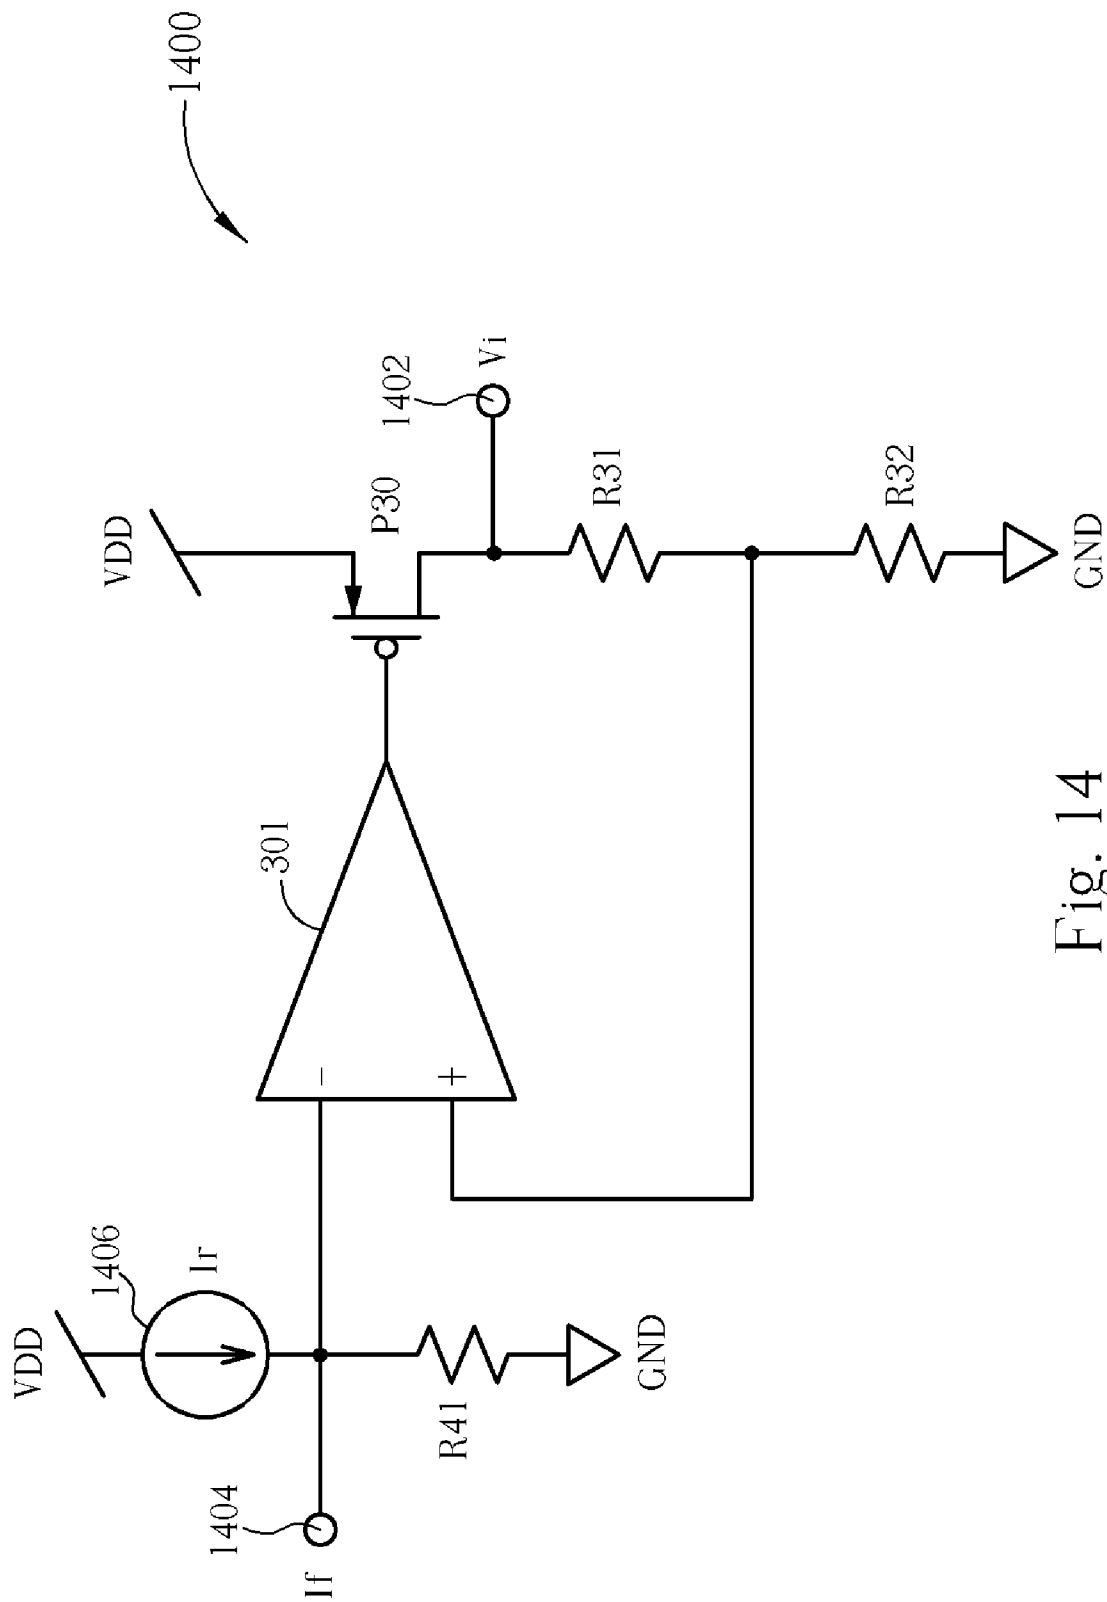 1400
VDD
1406
Ir
1404
If
R41
GND
301
-
+
VDD
P30
1402
Vi
R31
R32
GND
Fig. 14